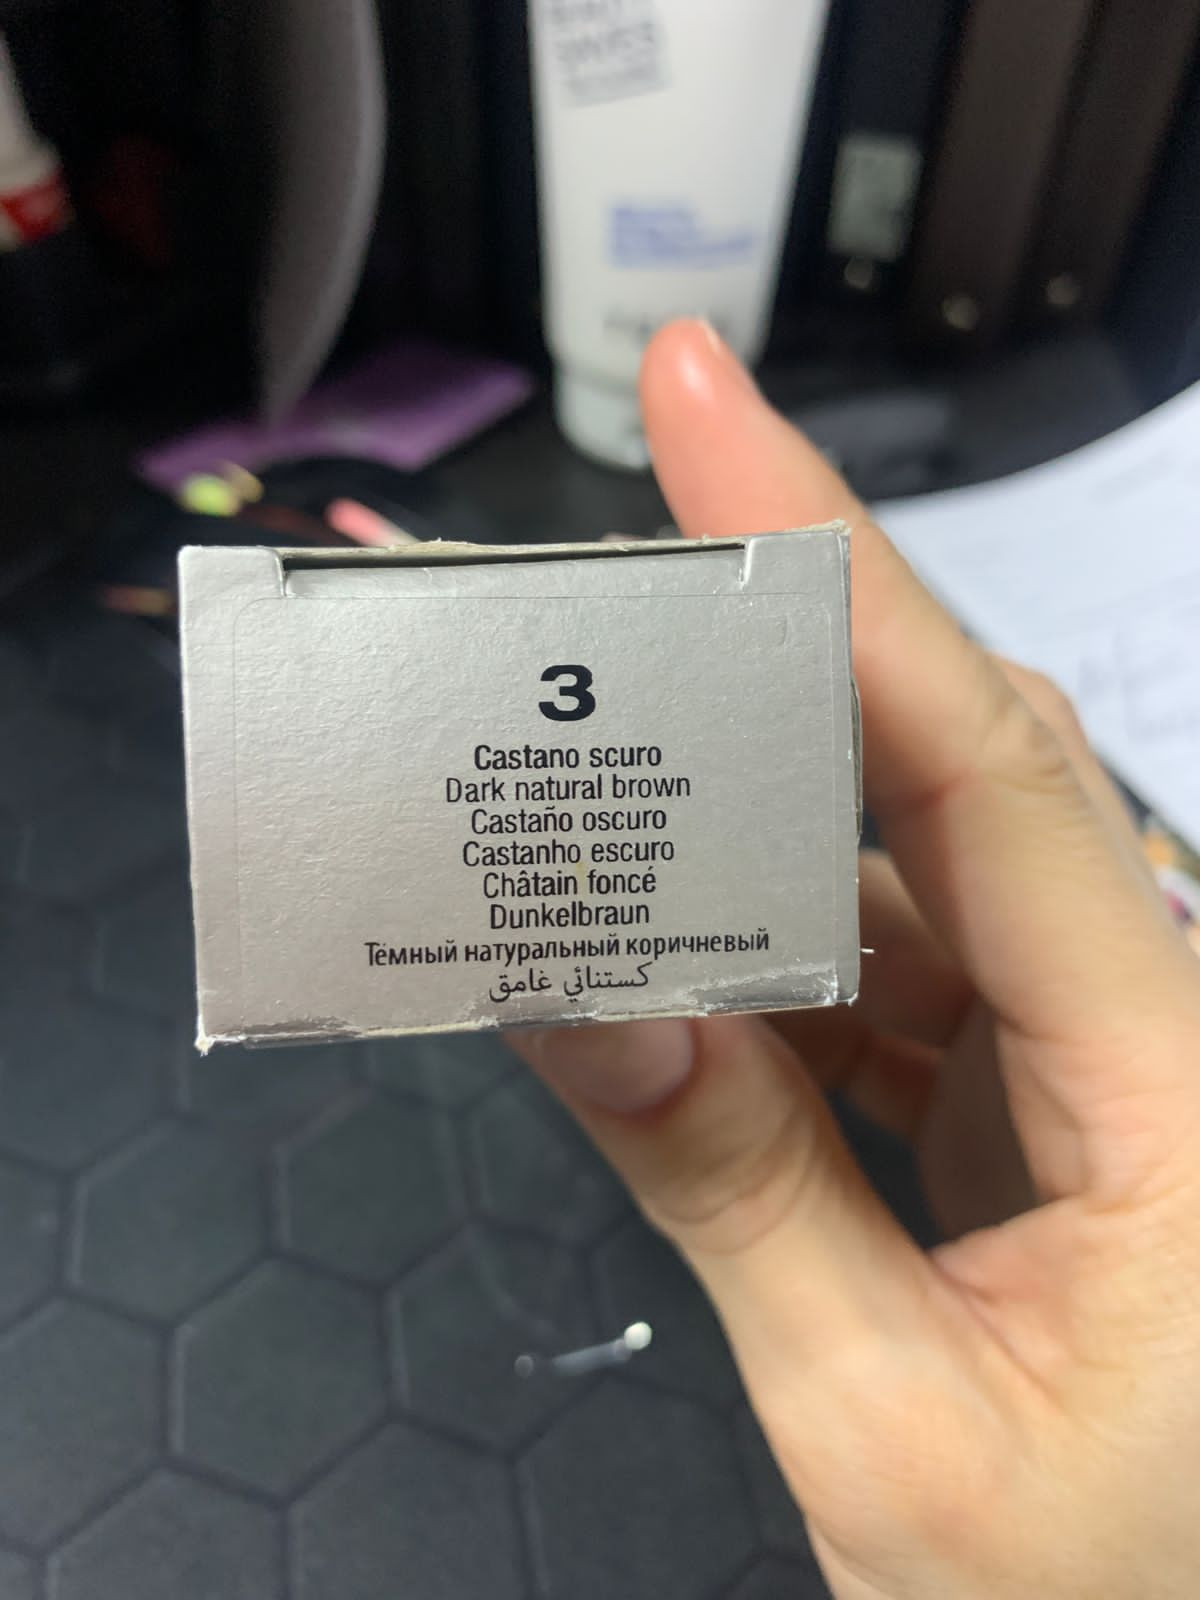 3
Castano scuro
Dark natural brown
Castaño oscuro
Castanho escuro
Châtain foncé
Dunkelbraun
Тёмный натуральный коричневый
كستنائي غامق